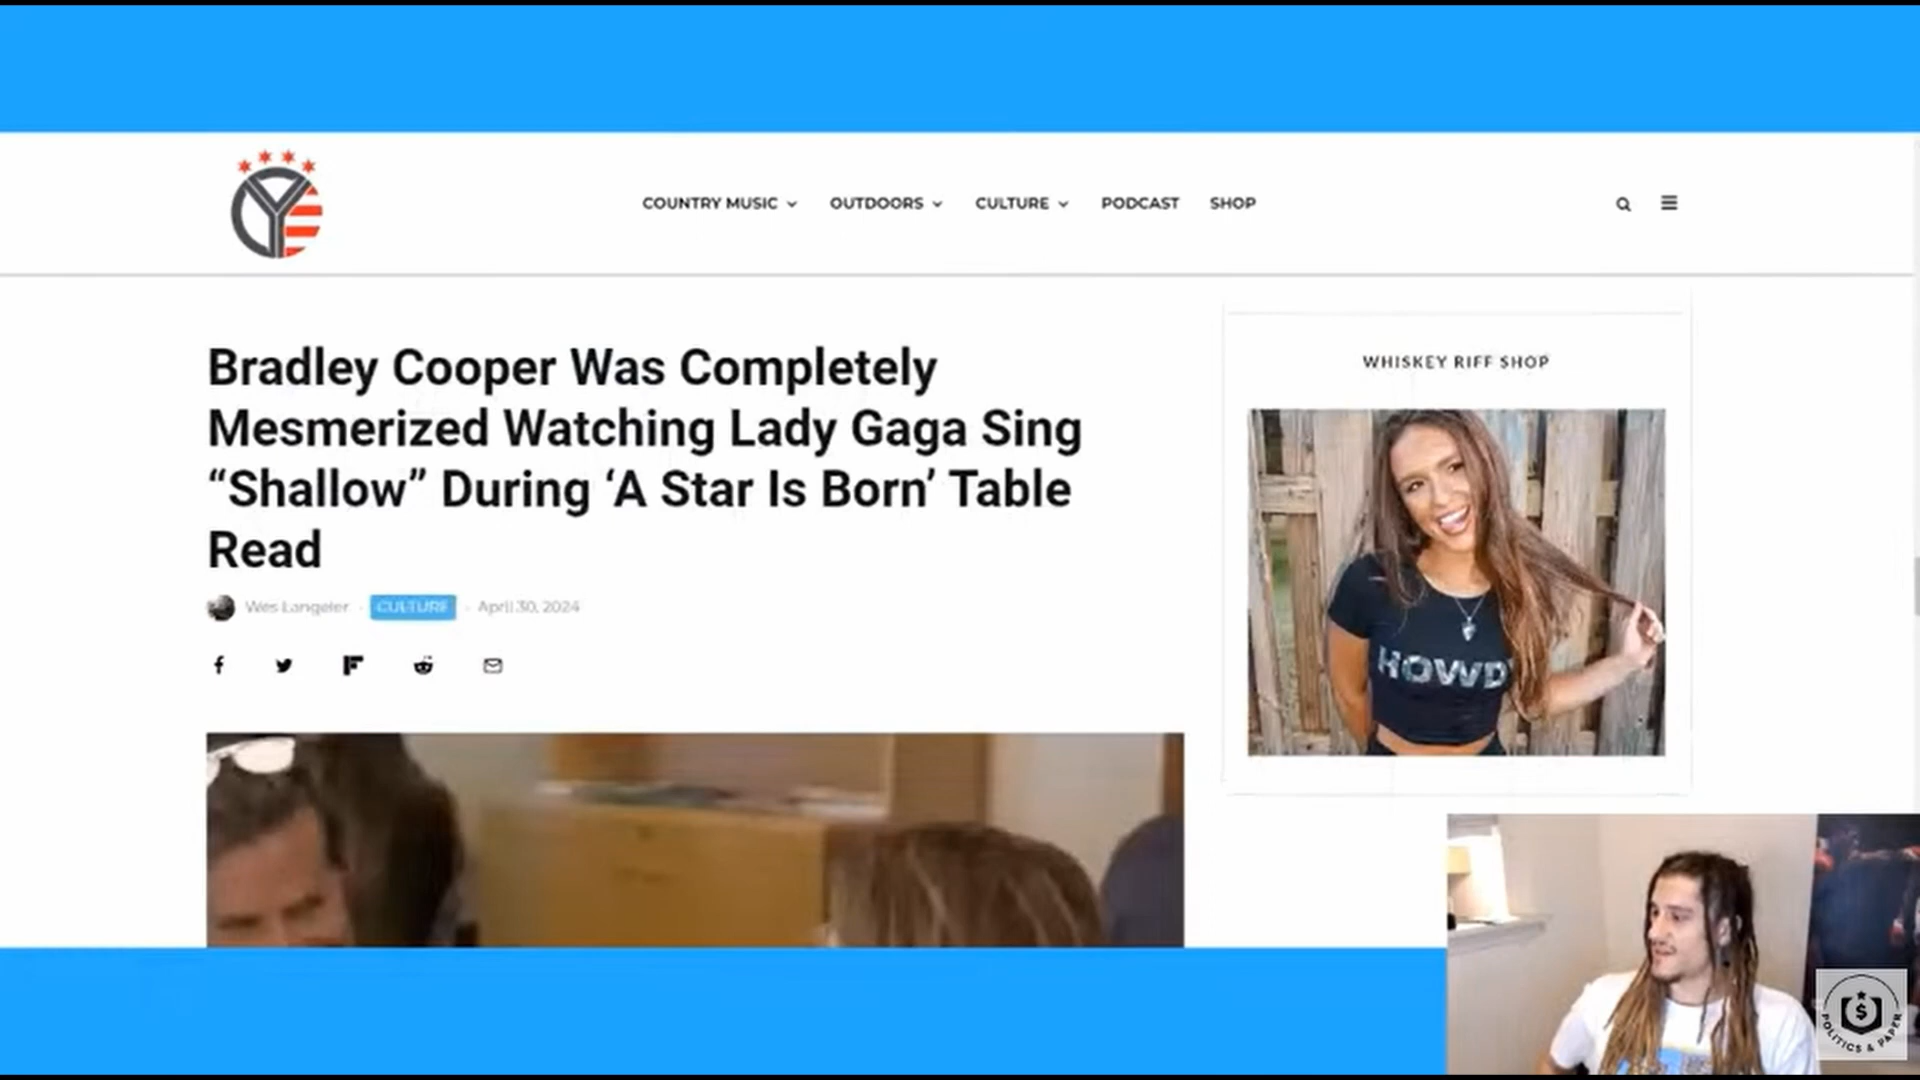 COUNTRY MUSIC OUTDOORS CULTURE PODCAST SHOP
Bradley Cooper Was Completely
Mesmerized Watching Lady Gaga Sing
“Shallow” During ‘A Star Is Born’ Table
Read
Wes Langeler · CULTURE · April 30, 2024
WHISKEY RIFF SHOP
HOWDY
POLITICS & PAPER